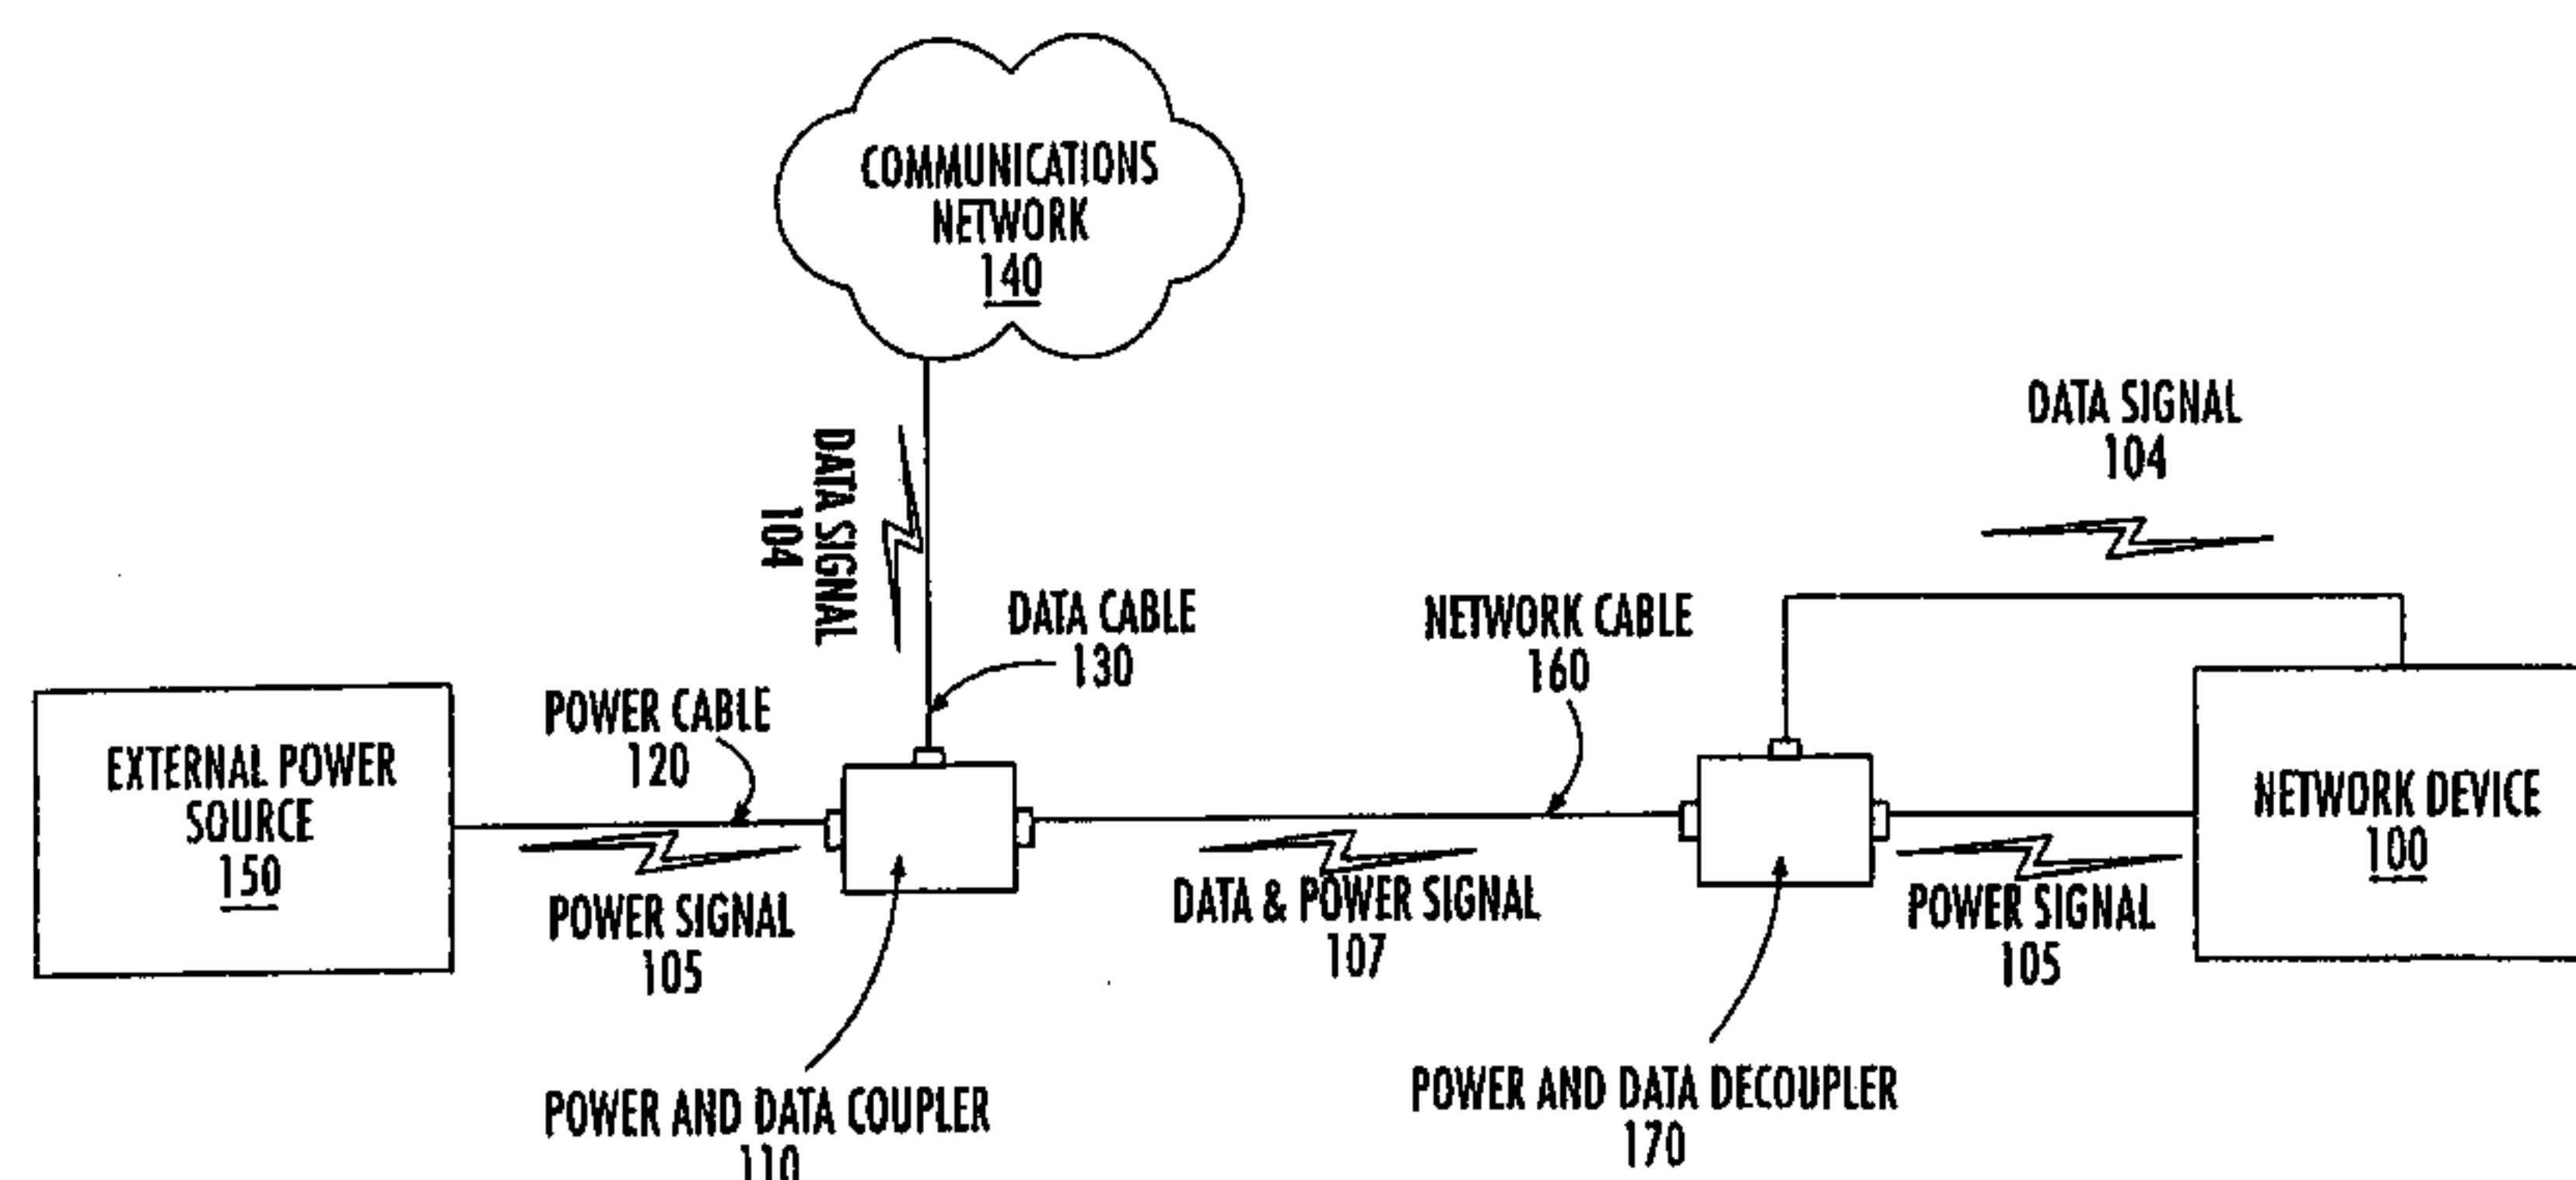 COMMUNICATIONS
NETWORK
140
DATA SIGNAL
104
DATA SIGNAL
104
DATA CABLE
130
NETWORK CABLE
160
POWER CABLE
120
EXTERNAL POWER
SOURCE
150
NETWORK DEVICE
100
POWER SIGNAL
105
DATA & POWER SIGNAL
107
POWER SIGNAL
105
POWER AND DATA COUPLER
110
POWER AND DATA DECOUPLER
170